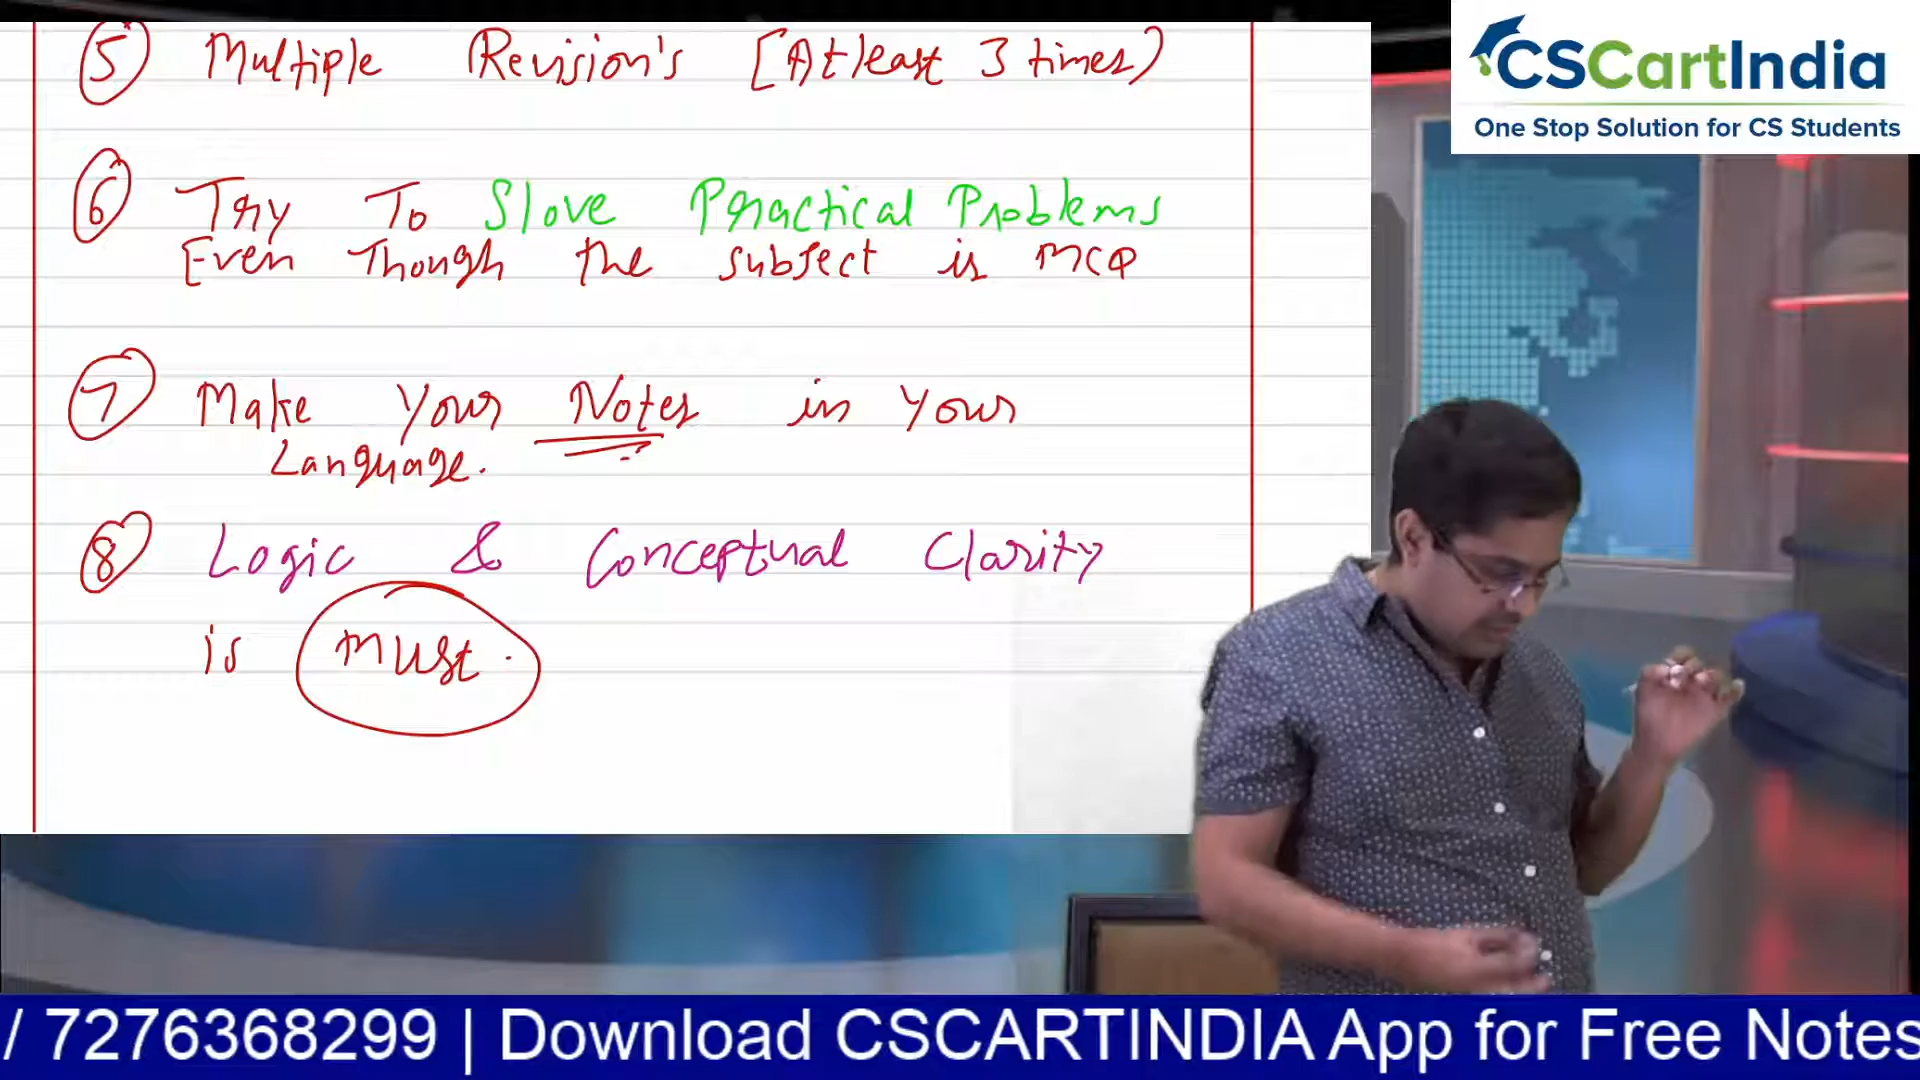 5 Multiple Revision's [Atleast 3 times)
6 Try To Slove Practical Problems
Even Though the subject is MCQ
7 Make your Notes in your
Language.
8 Logic & Conceptual Clarity
is must.
CSCartIndia
One Stop Solution for CS Students
/ 7276368299 | Download CSCARTINDIA App for Free Notes